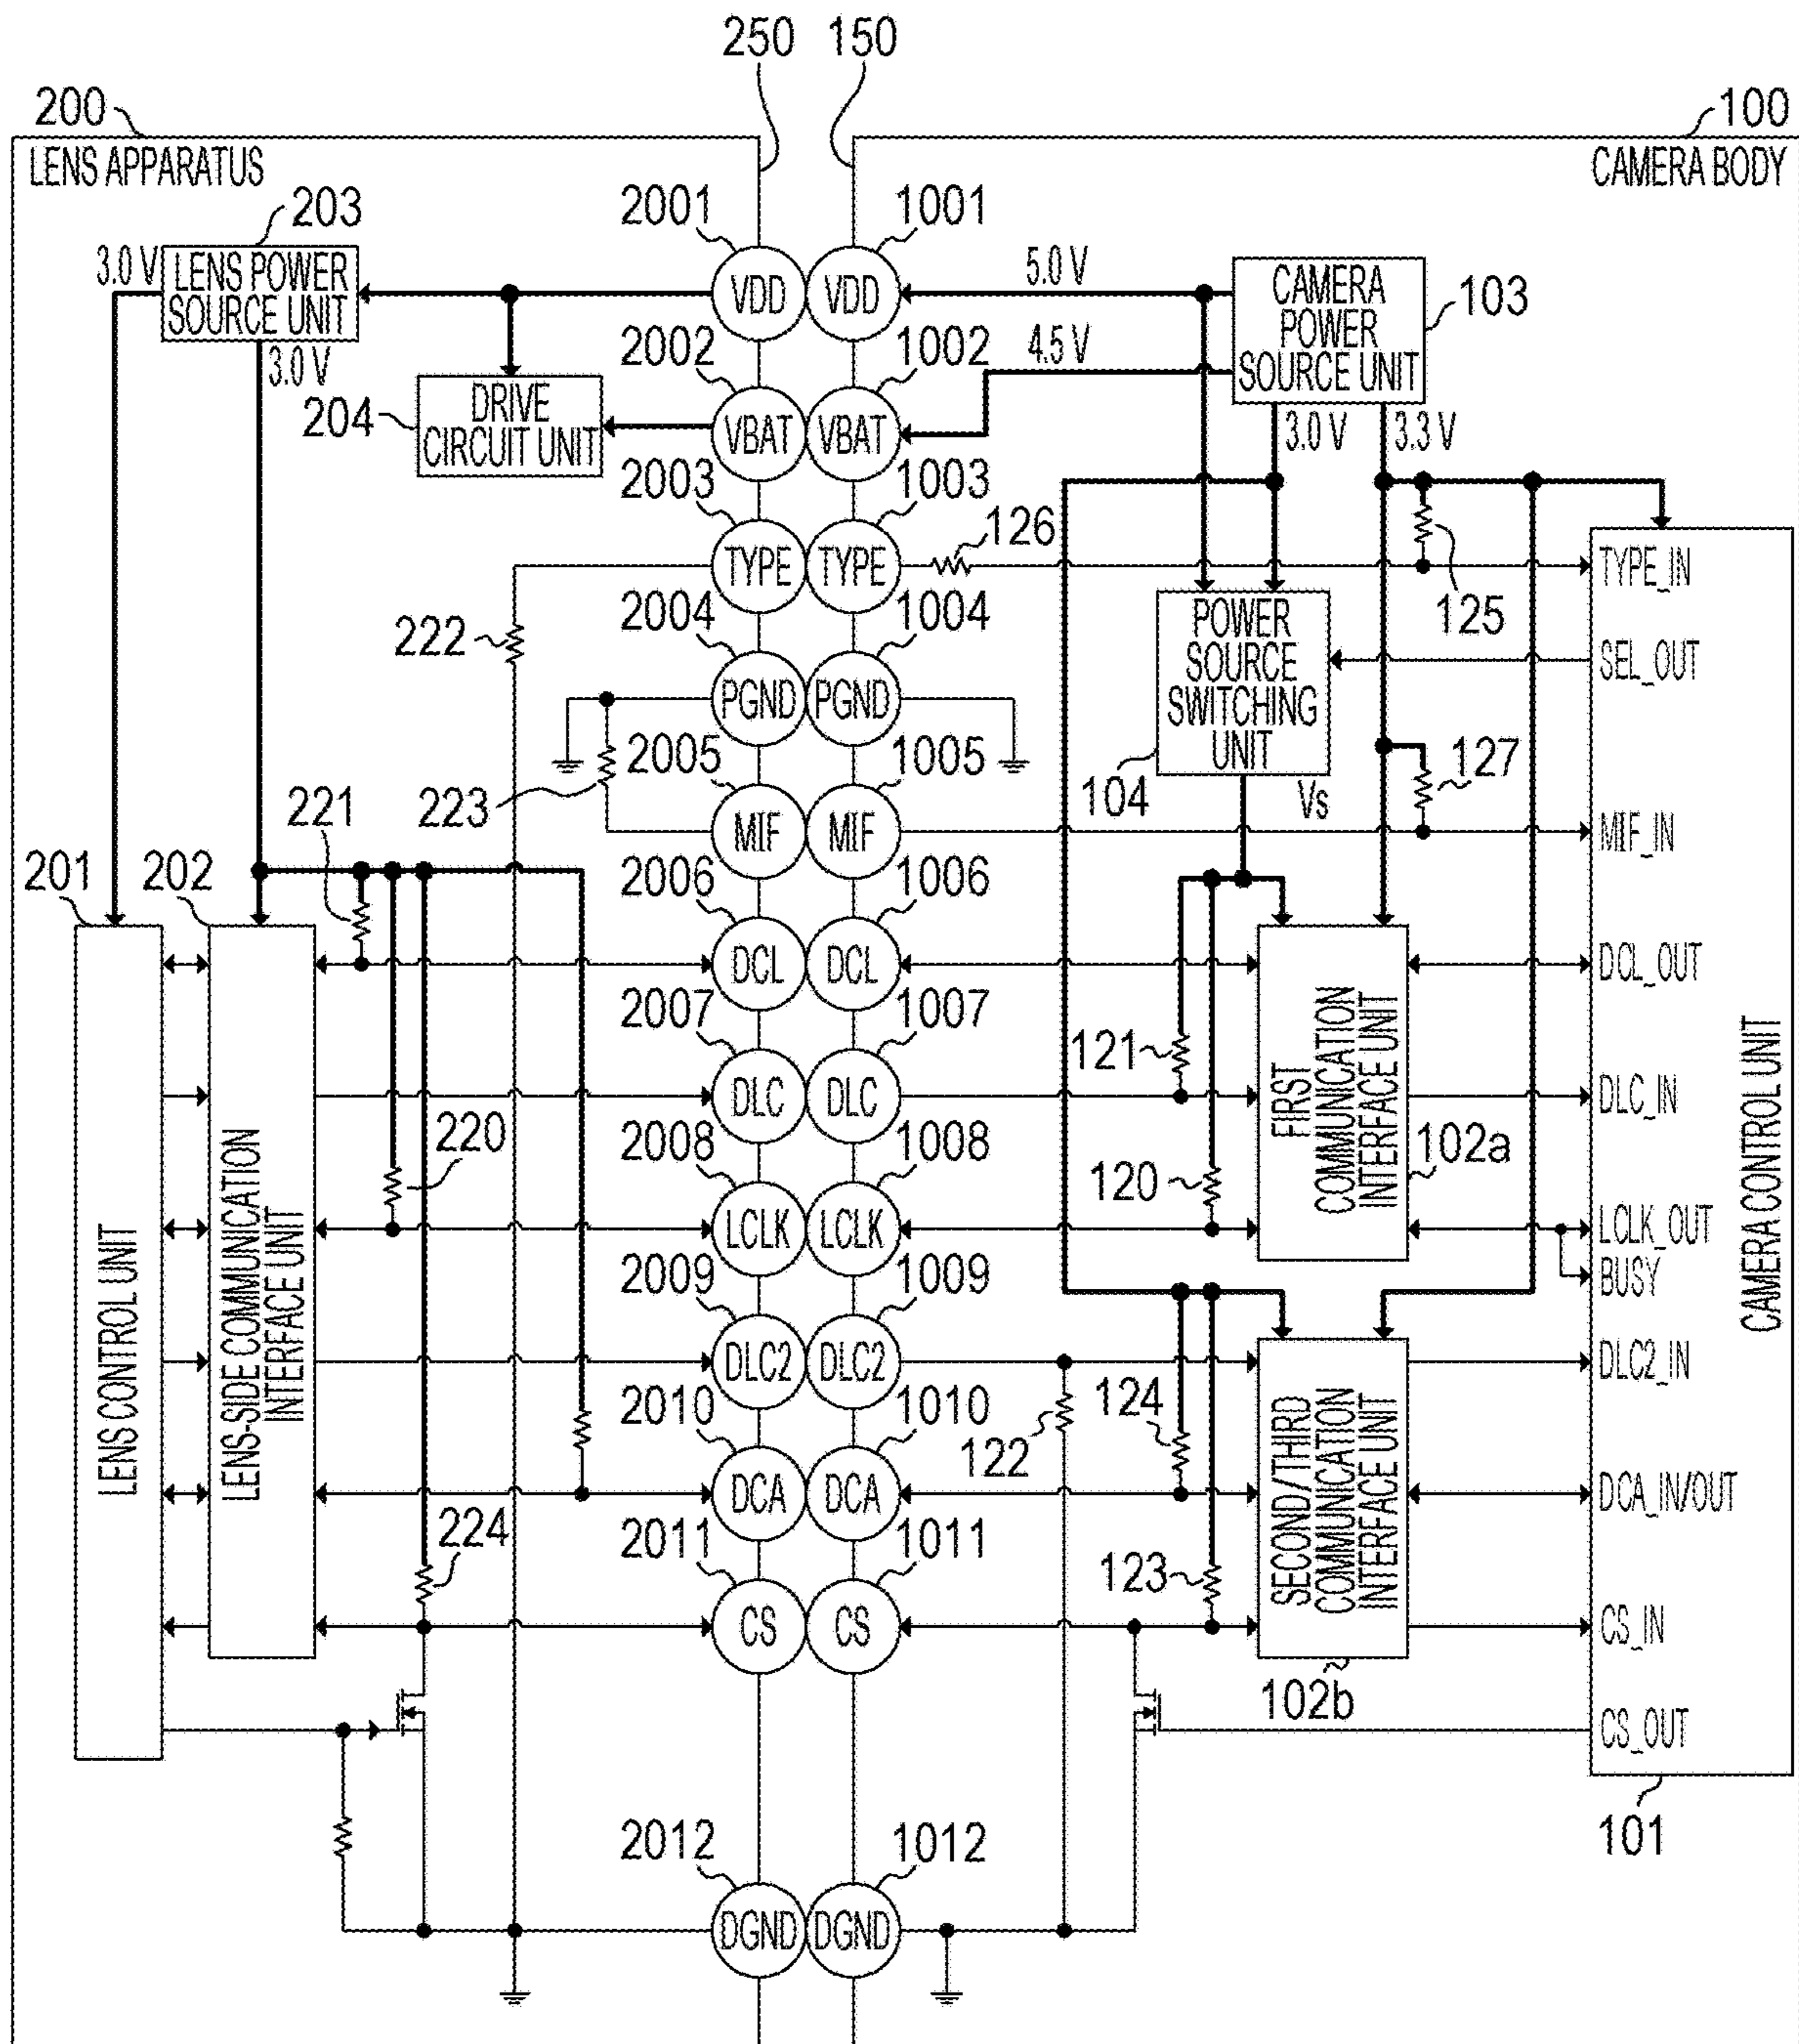 250 150
200 100
LENS APPARATUS
CAMERA BODY
203
2001 1001
3.0 V
LENS POWER
SOURCE UNIT
3.0 V
VDD VDD
5.0 V
CAMERA
POWER
SOURCE UNIT
103
2002 1002
4.5 V
204
DRIVE
CIRCUIT UNIT
VBAT VBAT
3.0 V 3.3 V
2003 1003
126
TYPE TYPE
TYPE_IN
125
222
2004 1004
POWER
SOURCE
SWITCHING
UNIT
SEL_OUT
PGND PGND
104
Vs
127
2005 1005
221
223
MIF MIF
MIF_IN
201 202
2006 1006
DCL DCL
DCL_OUT
2007 1007
121
DLC DLC
DLC_IN
FIRST
COMMUNICATION
INTERFACE UNIT
102a
220
2008 1008
120
LCLK LCLK
LCLK_OUT
BUSY
CAMERA CONTROL UNIT
LENS CONTROL UNIT
LENS-SIDE COMMUNICATION
INTERFACE UNIT
2009 1009
DLC2 DLC2
DLC2_IN
2010 1010
122
124
DCA DCA
DCA_IN/OUT
SECOND/THIRD
COMMUNICATION
INTERFACE UNIT
224
2011 1011
123
CS CS
CS_IN
102b
CS_OUT
101
2012 1012
DGND DGND